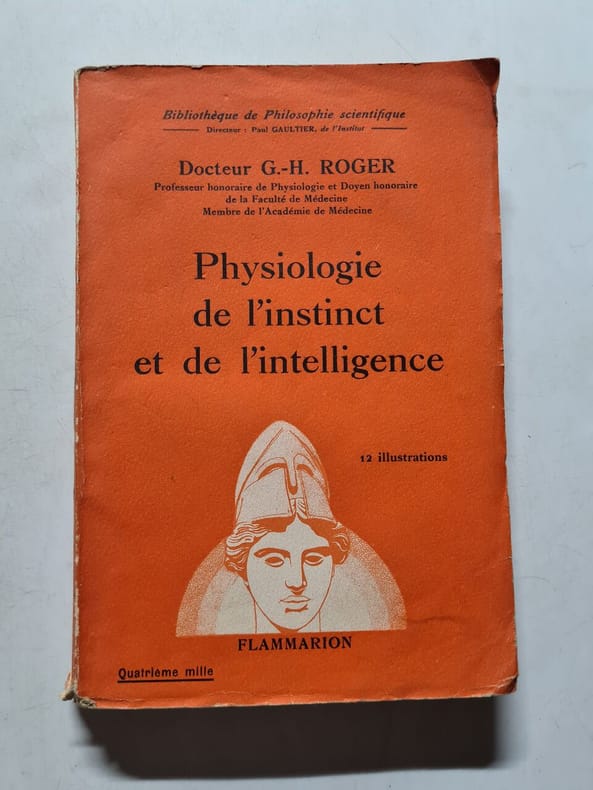 Bibliothèque de Philosophie scientifique
Directeur : Paul GAULTIER, de l'Institut
Docteur G.-H. ROGER
Professeur honoraire de Physiologie et Doyen honoraire
de la Faculté de Médecine
Membre de l'Académie de Médecine
Physiologie
de l'instinct
et de l'intelligence
12 illustrations
FLAMMARION
Quatrième mille